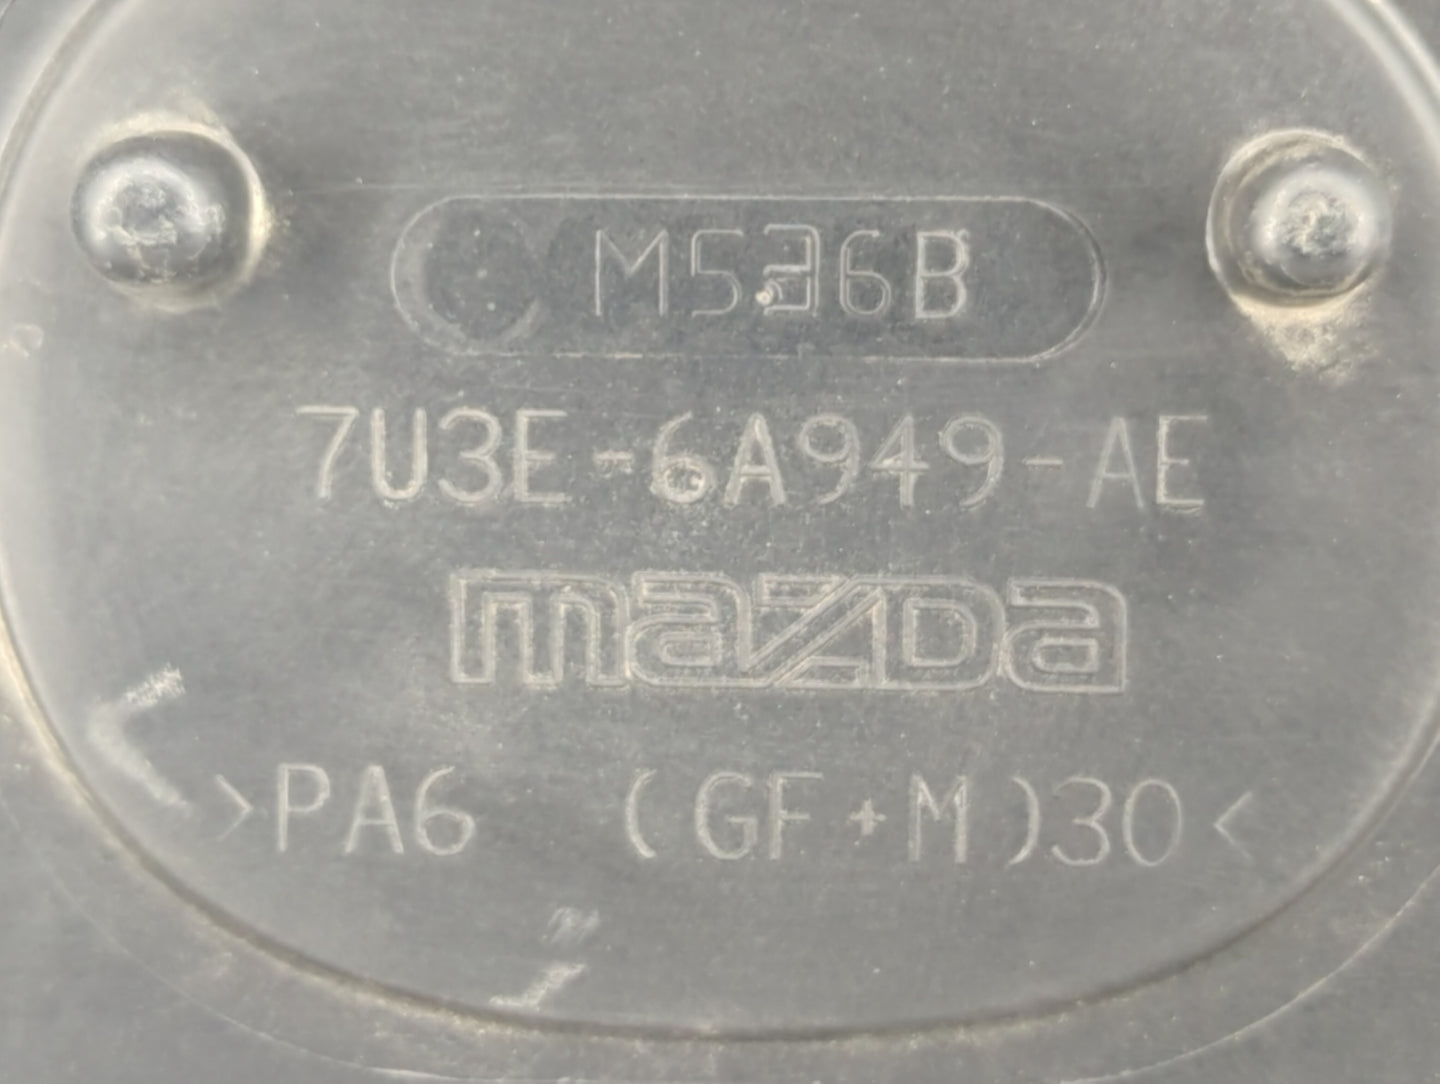 M536B
7U3E-6A949-AE
mazda
>PA6 (GF+M)30<